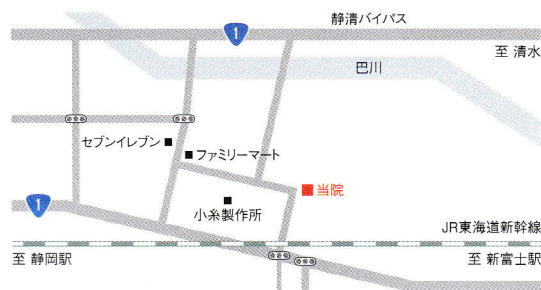 静清バイパス
1
至 清水
巴川
セブンイレブン
ファミリーマート
当院
1
小糸製作所
JR東海道新幹線
至 静岡駅
至 新富士駅